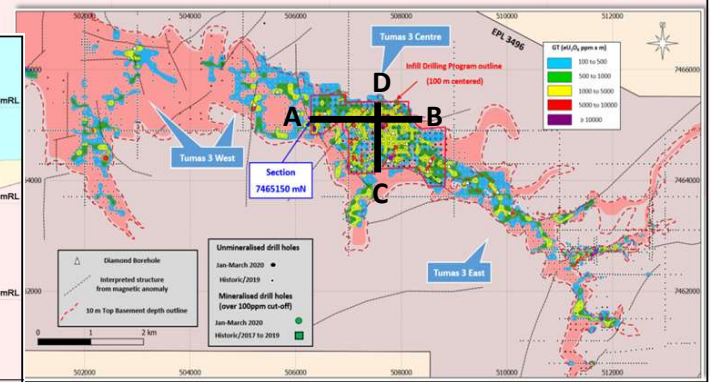 502000
504000
506000
508000
510000
512000
Tumas 3 Centre
EPL 3496
GT (eU₃O₈ ppm x m)
100 to 500
500 to 1000
1000 to 5000
5000 to 10000
≥ 10000
Infill Drilling Program outline
(100 m centered)
D
7466000
mRL
A
B
Tumas 3 West
Section
7465150 mN
C
7464000
mRL
Tumas 3 East
Diamond Borehole
Interpreted structure
from magnetic anomaly
10 m Top Basement depth outline
0 1 2 km
Unmineralised drill holes
Jan-March 2020
Historic/2019
Mineralised drill holes
(over 100ppm cut-off)
Jan-March 2020
Historic/2017 to 2019
mRL
7462000
502000
504000
506000
508000
510000
512000